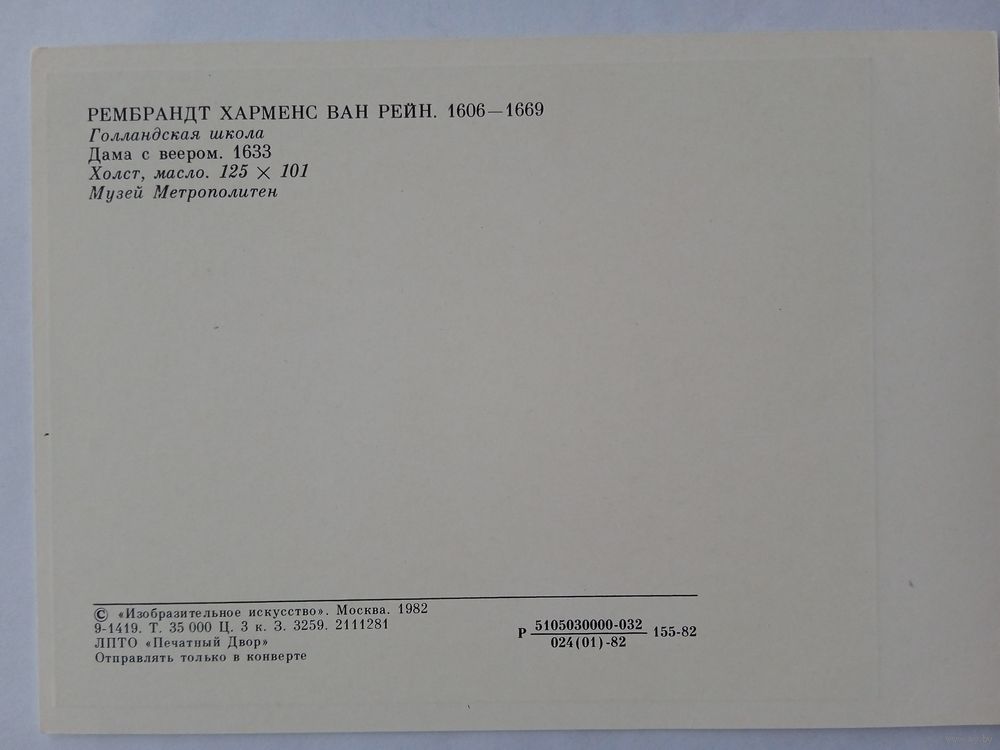 РЕМБРАНДТ ХАРМЕНС ВАН РЕЙН. 1606—1669
Голландская школа
Дама с веером. 1633
Холст, масло. 125 × 101
Музей Метрополитен
© «Изобразительное искусство». Москва. 1982
9-1419. Т. 35 000 Ц. 3 к. З. 3259. 2111281
ЛПТО «Печатный Двор»
Отправлять только в конверте
Р 5105030000-032
024(01)-82 155-82